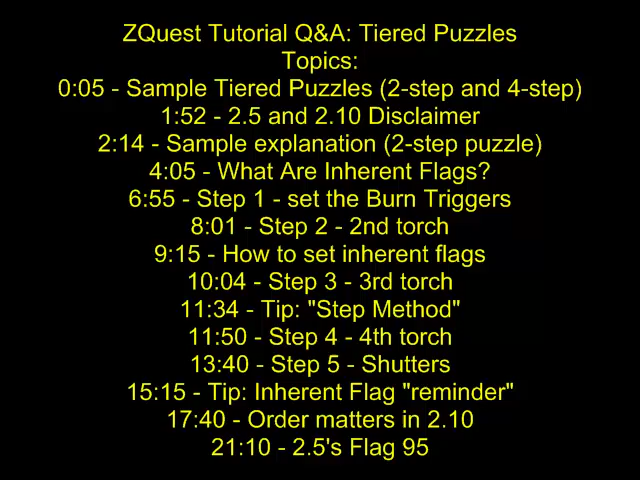 ZQuest Tutorial Q&A: Tiered Puzzles
Topics:
0:05 - Sample Tiered Puzzles (2-step and 4-step)
1:52 - 2.5 and 2.10 Disclaimer
2:14 - Sample explanation (2-step puzzle)
4:05 - What Are Inherent Flags?
6:55 - Step 1 - set the Burn Triggers
8:01 - Step 2 - 2nd torch
9:15 - How to set inherent flags
10:04 - Step 3 - 3rd torch
11:34 - Tip: "Step Method"
11:50 - Step 4 - 4th torch
13:40 - Step 5 - Shutters
15:15 - Tip: Inherent Flag "reminder"
17:40 - Order matters in 2.10
21:10 - 2.5's Flag 95